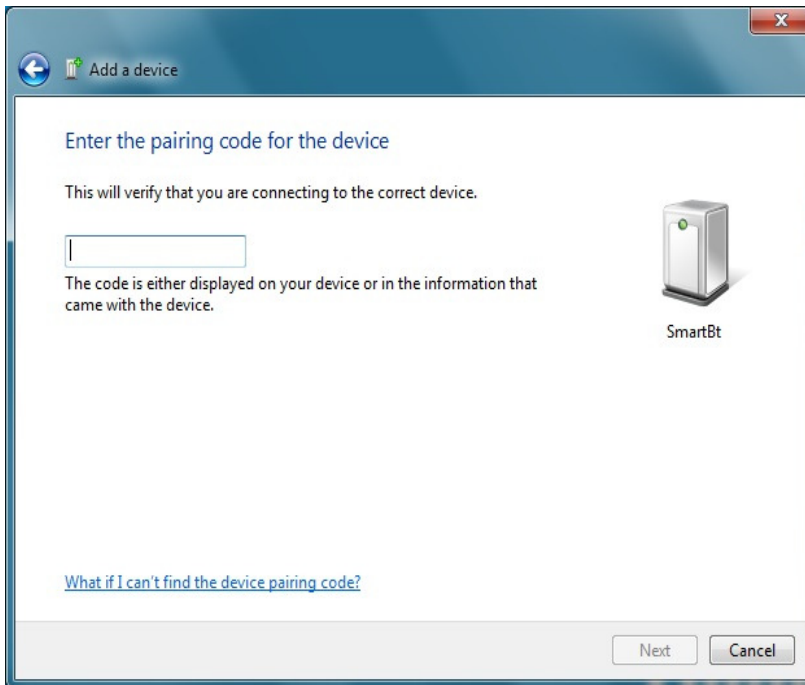 Add a device
Enter the pairing code for the device
This will verify that you are connecting to the correct device.
The code is either displayed on your device or in the information that
came with the device.
SmartBt
What if I can't find the device pairing code?
Next
Cancel